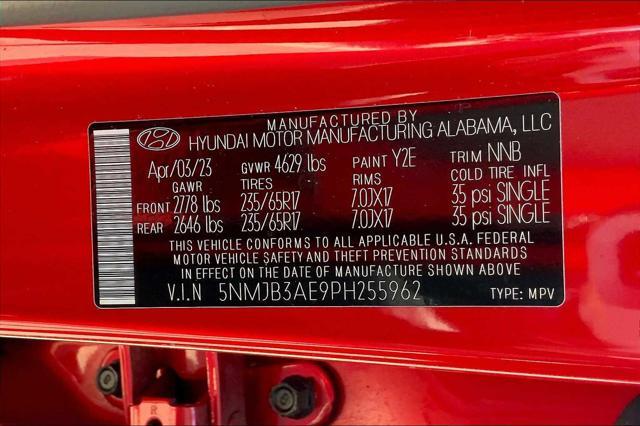 MANUFACTURED BY
HYUNDAI MOTOR MANUFACTURING ALABAMA, LLC
Apr/03/23 GVWR 4629 lbs PAINT Y2E TRIM NNB
GAWR TIRES RIMS COLD TIRE INFL
FRONT 2778 lbs 235/65R17 7.0JX17 35 psi SINGLE
REAR 2646 lbs 235/65R17 7.0JX17 35 psi SINGLE
THIS VEHICLE CONFORMS TO ALL APPLICABLE U.S.A. FEDERAL
MOTOR VEHICLE SAFETY AND THEFT PREVENTION STANDARDS
IN EFFECT ON THE DATE OF MANUFACTURE SHOWN ABOVE
V.I.N 5NMJB3AE9PH255962 TYPE: MPV
R